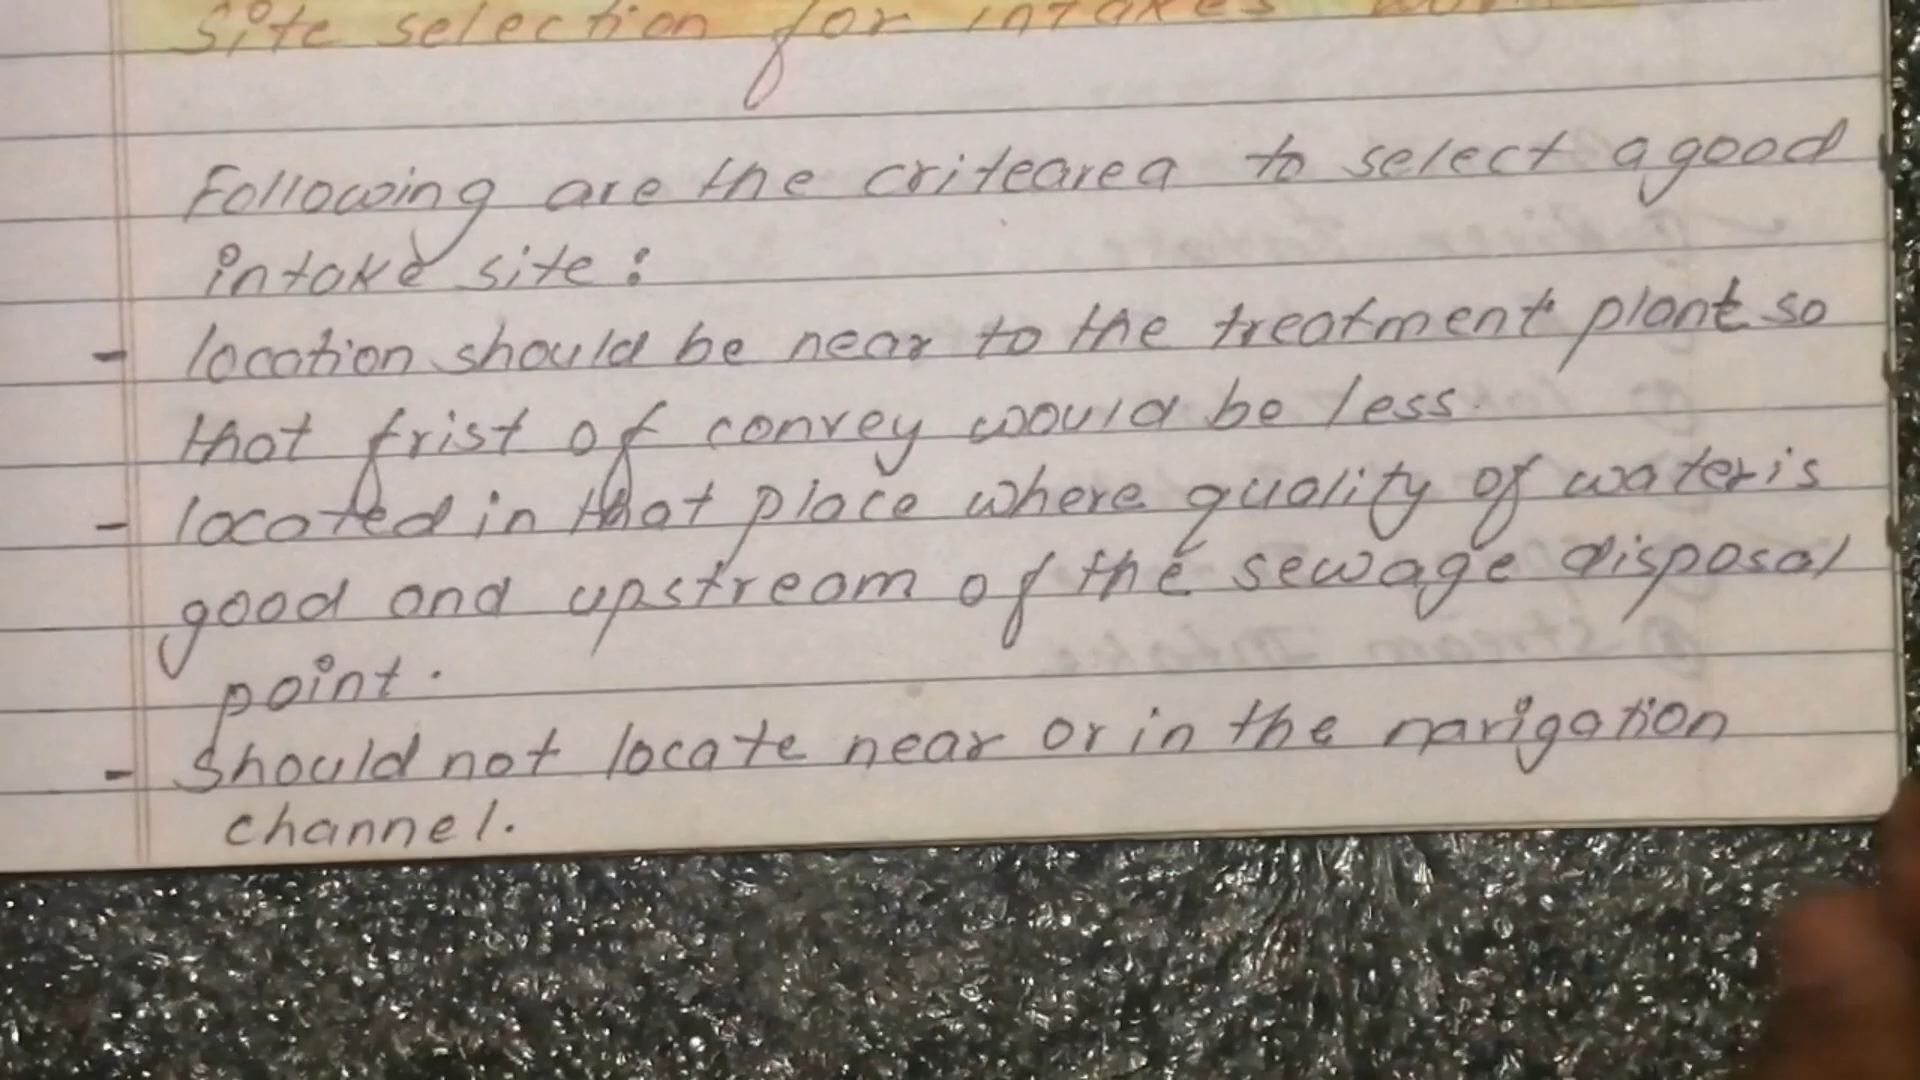 Site selection for intakes
Following are the critearea to select a good
intake site:
- location should be near to the treatment plant so
that frist of convey would be less.
- located in that place where quality of water is
good and upstream of the sewage disposal
point.
- Should not locate near or in the navigation
channel.